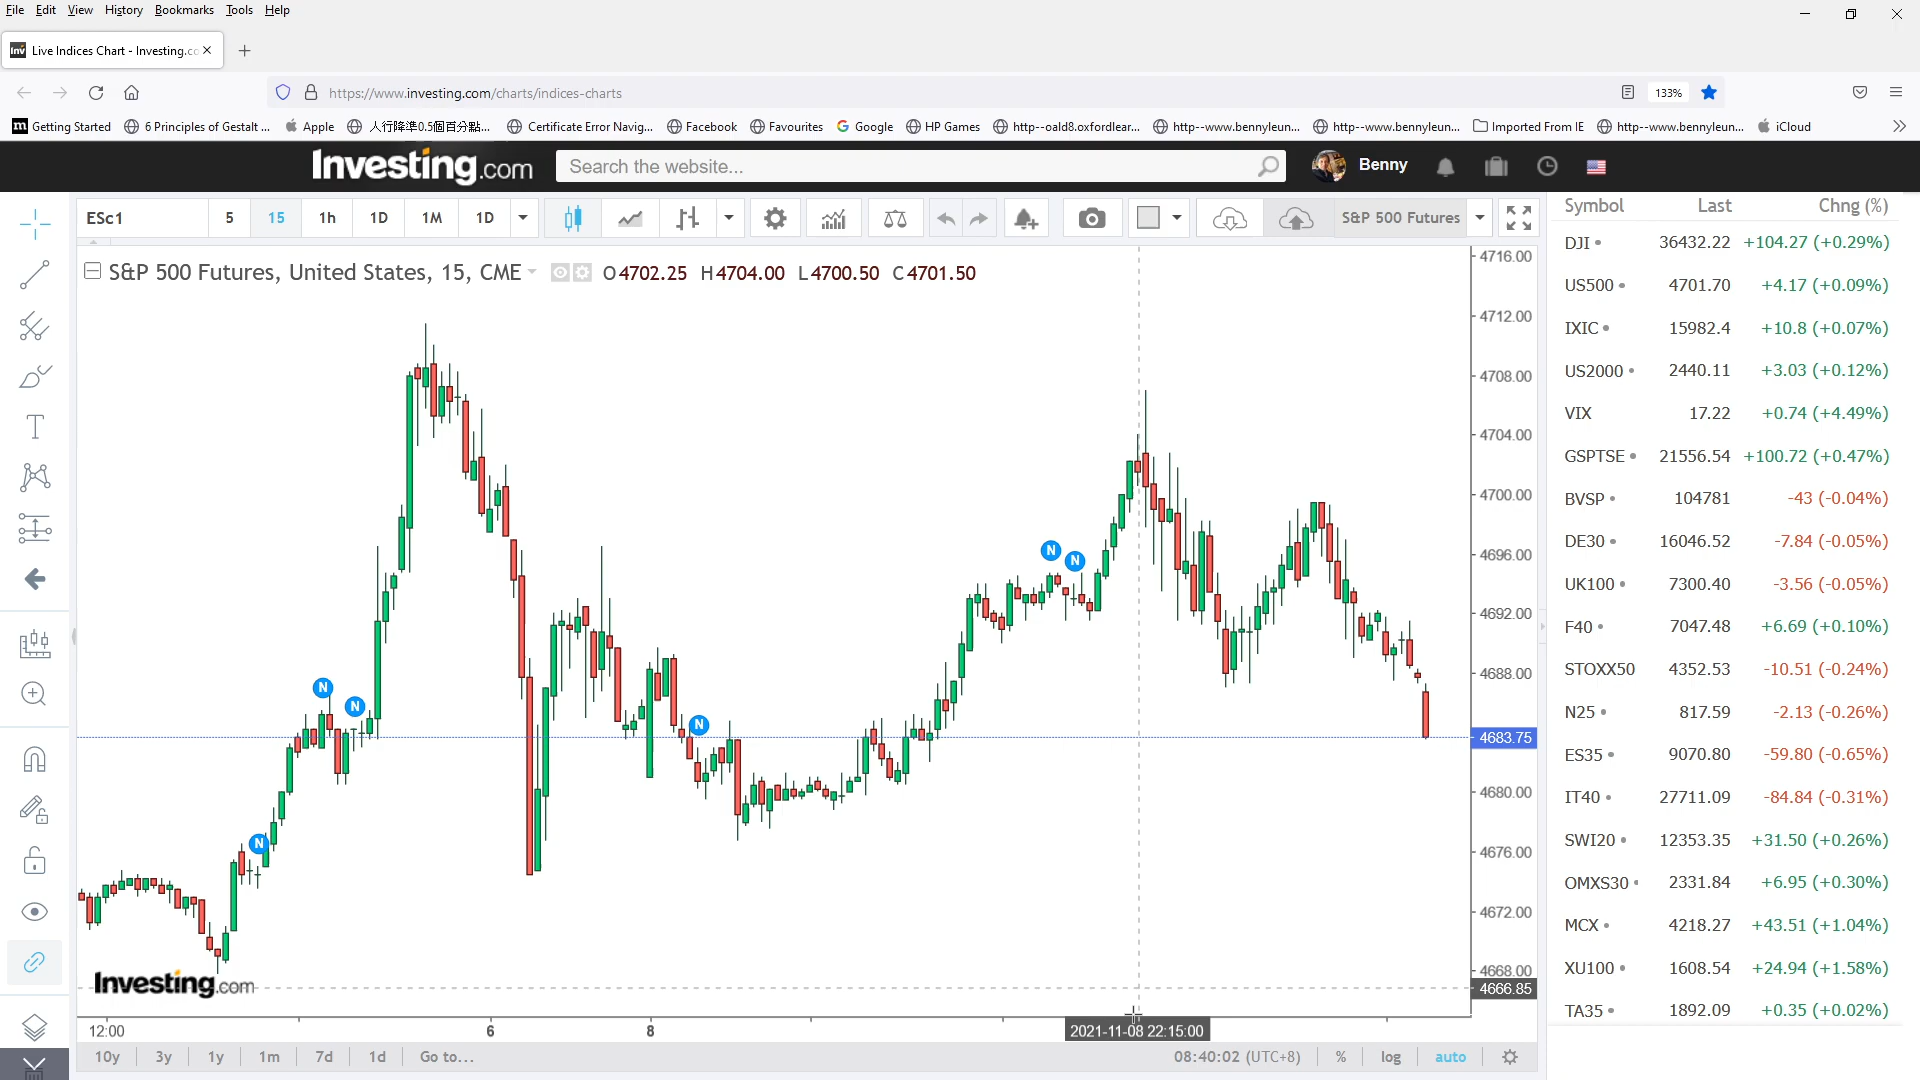 File Edit View History Bookmarks Tools Help
Live Indices Chart - Investing.co
https://www.investing.com/charts/indices-charts
133%
Getting Started 6 Principles of Gestalt ... Apple 人行降準0.5個百分點... Certificate Error Navig... Facebook Favourites Google HP Games http--oald8.oxfordlear... http--www.bennyleun... http--www.bennyleun... Imported From IE http--www.bennyleun... iCloud
Investing.com Search the website... Benny
ESc1 5 15 1h 1D 1M 1D S&P 500 Futures
S&P 500 Futures, United States, 15, CME O4702.25 H4704.00 L4700.50 C4701.50
4716.00
4712.00
4708.00
4704.00
4700.00
4696.00
4692.00
4688.00
4683.75
4680.00
4676.00
4672.00
4668.00
4666.85
N
N
N
N
N
N
Investing.com
12:00 6 8 2021-11-08 22:15:00
10y 3y 1y 1m 7d 1d Go to... 08:40:02 (UTC+8) % log auto
Symbol Last Chng (%)
DJI 36432.22 +104.27 (+0.29%)
US500 4701.70 +4.17 (+0.09%)
IXIC 15982.4 +10.8 (+0.07%)
US2000 2440.11 +3.03 (+0.12%)
VIX 17.22 +0.74 (+4.49%)
GSPTSE 21556.54 +100.72 (+0.47%)
BVSP 104781 -43 (-0.04%)
DE30 16046.52 -7.84 (-0.05%)
UK100 7300.40 -3.56 (-0.05%)
F40 7047.48 +6.69 (+0.10%)
STOXX50 4352.53 -10.51 (-0.24%)
N25 817.59 -2.13 (-0.26%)
ES35 9070.80 -59.80 (-0.65%)
IT40 27711.09 -84.84 (-0.31%)
SWI20 12353.35 +31.50 (+0.26%)
OMXS30 2331.84 +6.95 (+0.30%)
MCX 4218.27 +43.51 (+1.04%)
XU100 1608.54 +24.94 (+1.58%)
TA35 1892.09 +0.35 (+0.02%)